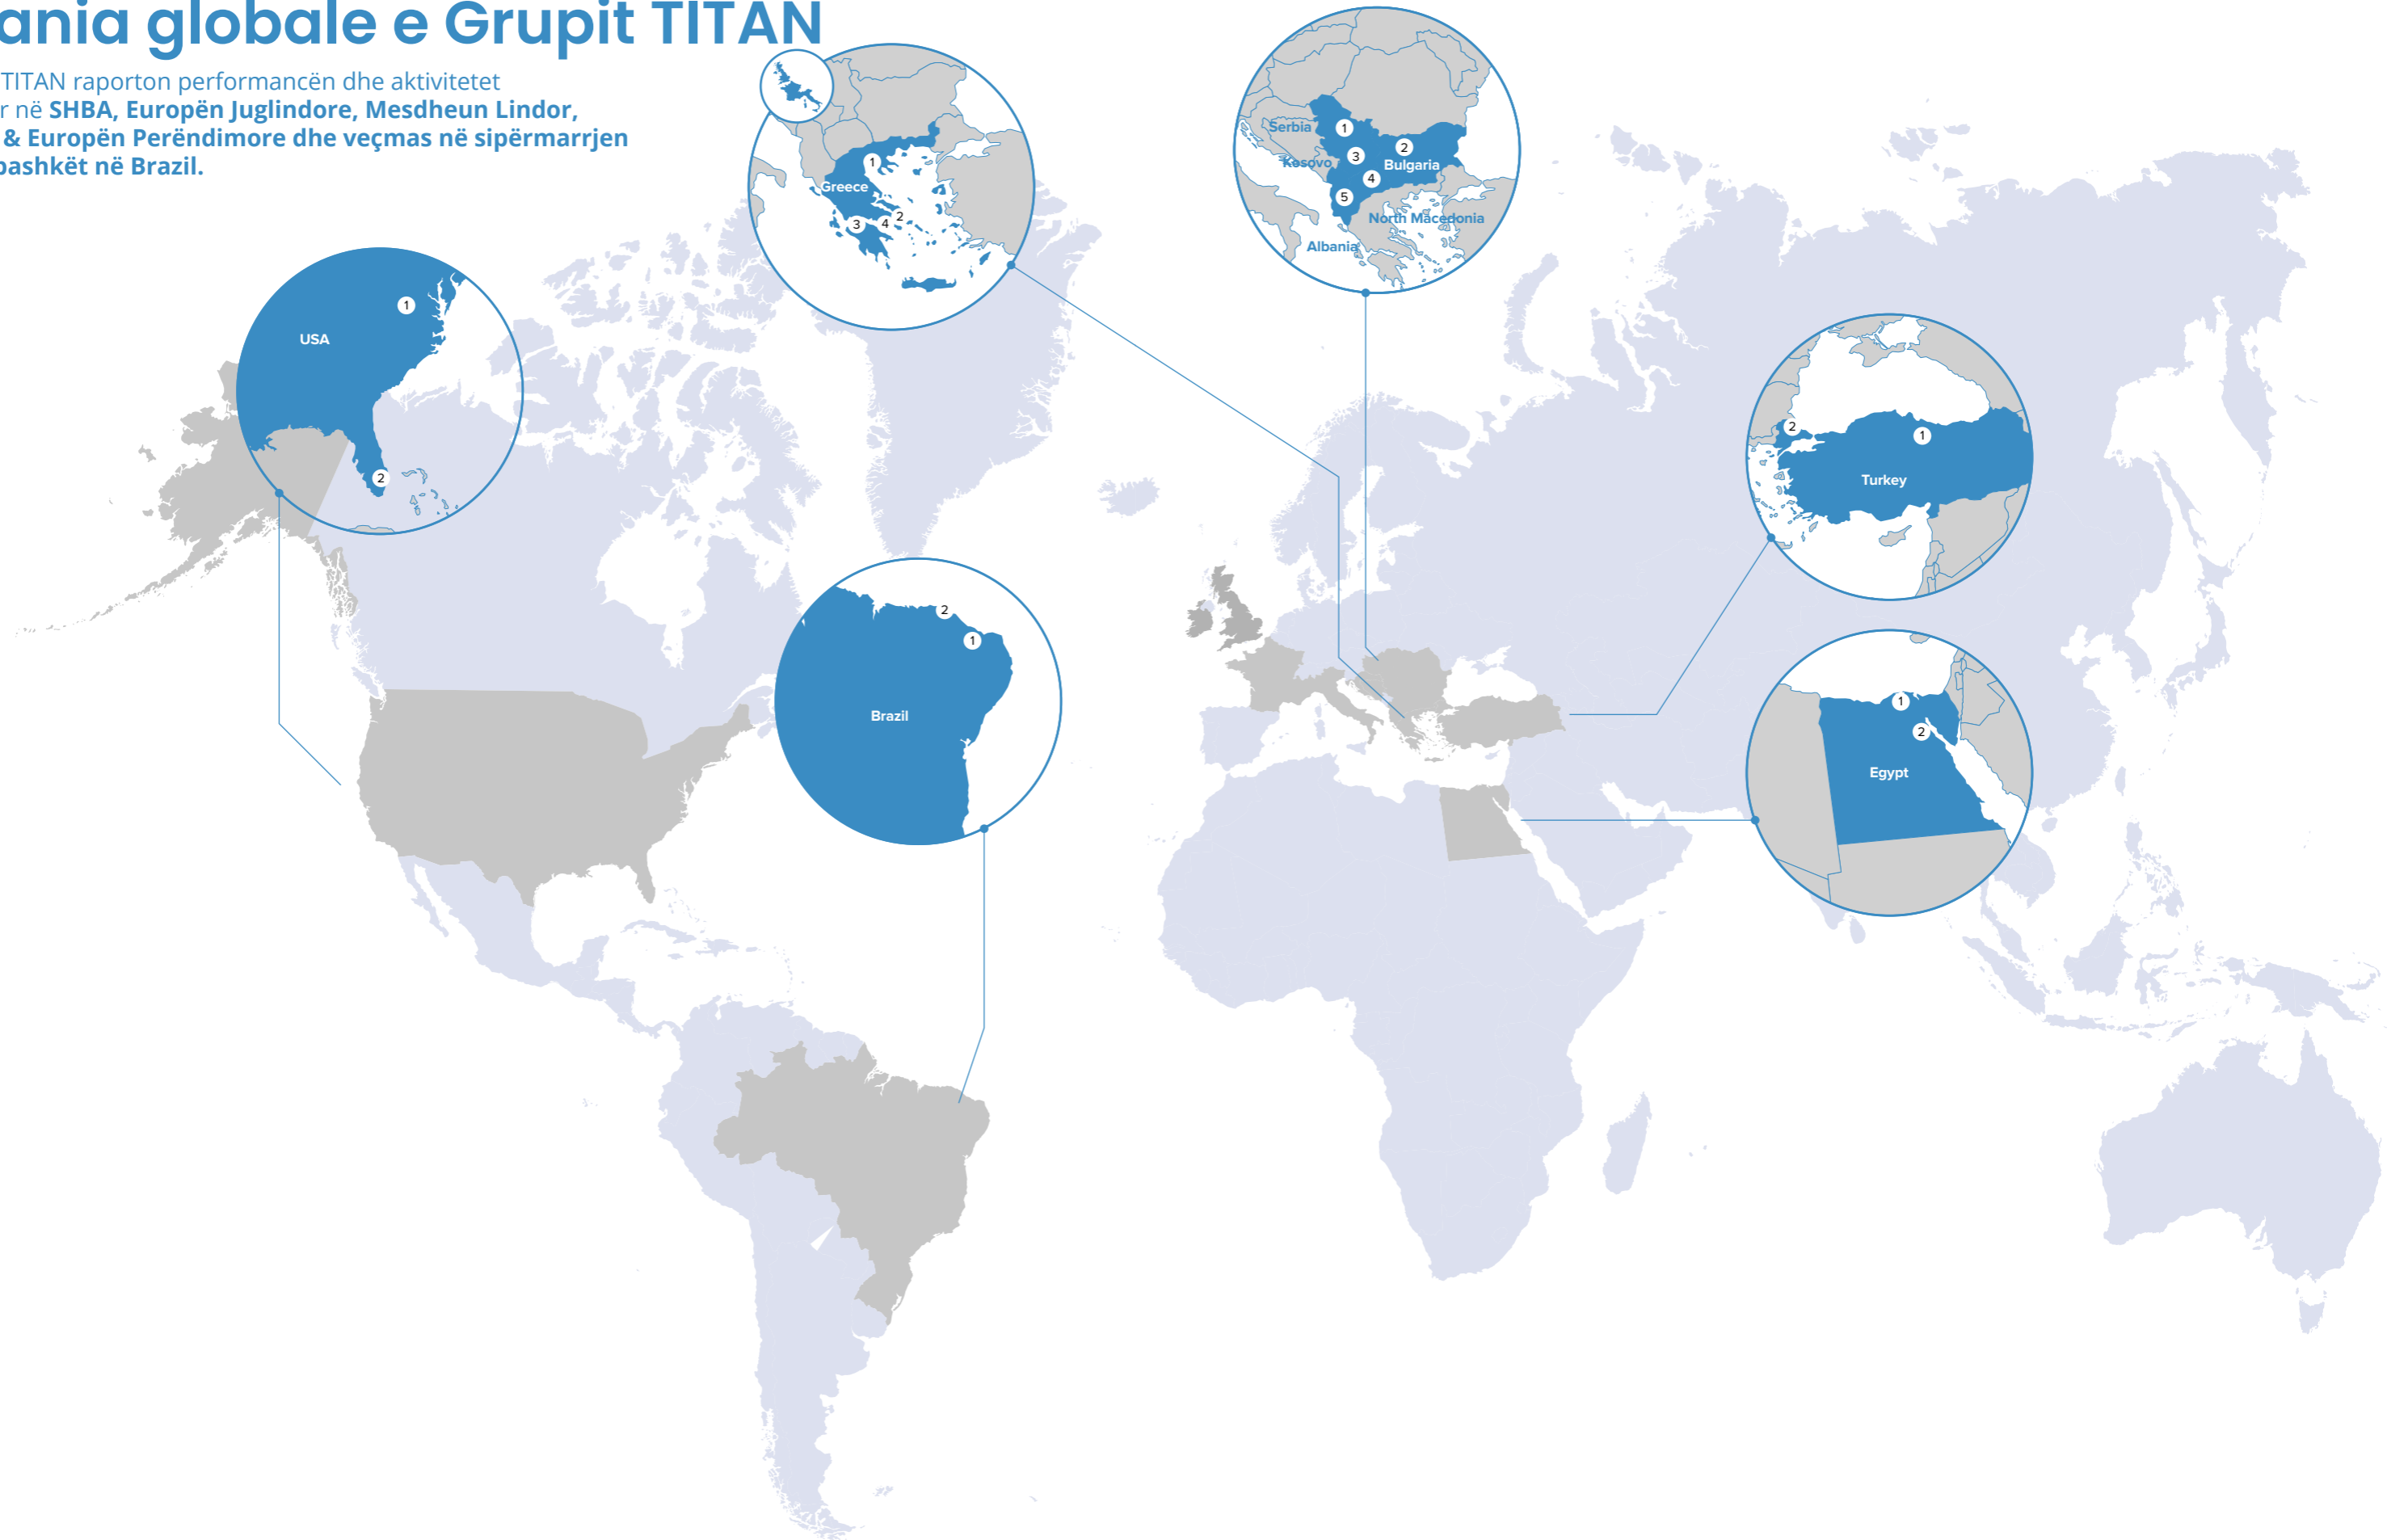 ania globale e Grupit TITAN
TITAN raporton performancën dhe aktivitetet
r në SHBA, Europën Juglindore, Mesdheun Lindor,
& Europën Perëndimore dhe veçmas në sipërmarrjen
bashkët në Brazil.
1
Greece
2
3
4
Serbia
1
2
Kosovo
3
Bulgaria
4
5
North Macedonia
Albania
1
USA
2
2
1
Turkey
2
1
Brazil
1
2
Egypt